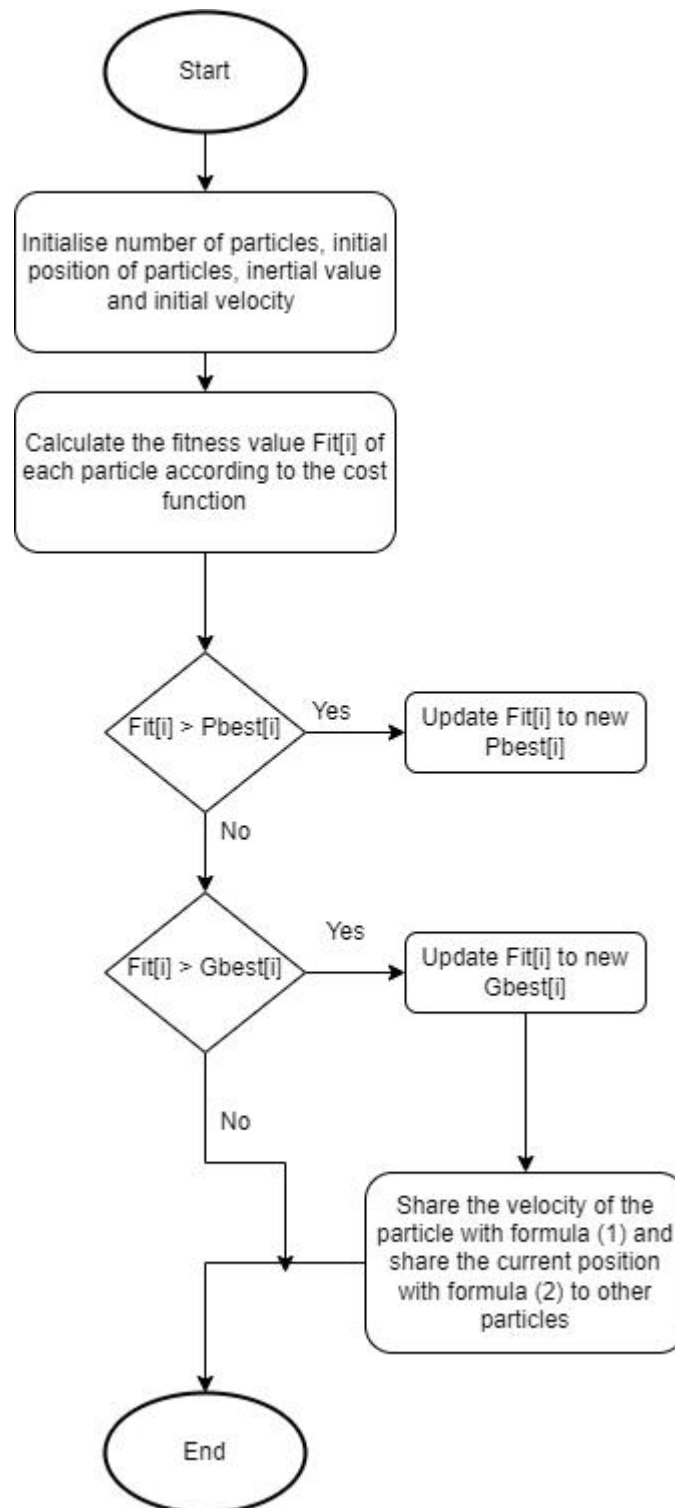 Start
Initialise number of particles, initial
position of particles, inertial value
and initial velocity
Calculate the fitness value Fit[i] of
each particle according to the cost
function
Fit[i] > Pbest[i]
Yes
Update Fit[i] to new
Pbest[i]
No
Fit[i] > Gbest[i]
Yes
Update Fit[i] to new
Gbest[i]
No
Share the velocity of the
particle with formula (1) and
share the current position
with formula (2) to other
particles
End